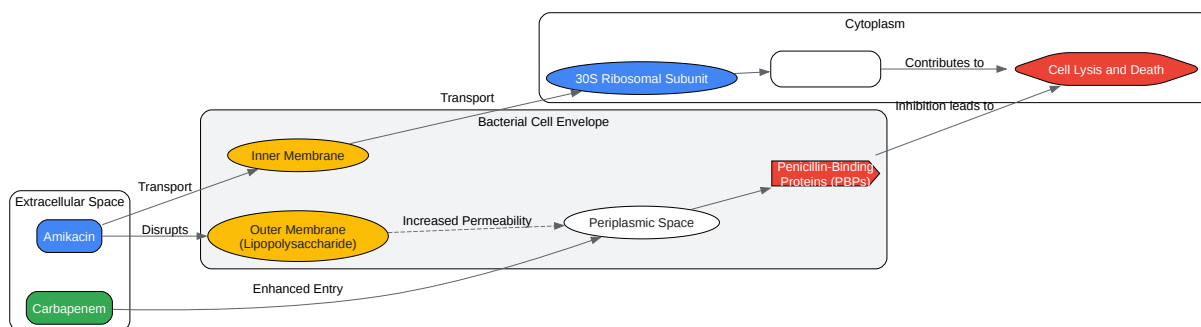 Cytoplasm
30S Ribosomal Subunit
Contributes to
Cell Lysis and Death
Transport
Inhibition leads to
Bacterial Cell Envelope
Inner Membrane
Penicillin-Binding
Proteins (PBPs)
Transport
Extracellular Space
Amikacin
Disrupts
Outer Membrane
(Lipopolysaccharide)
Increased Permeability
Periplasmic Space
Enhanced Entry
Carbapenem